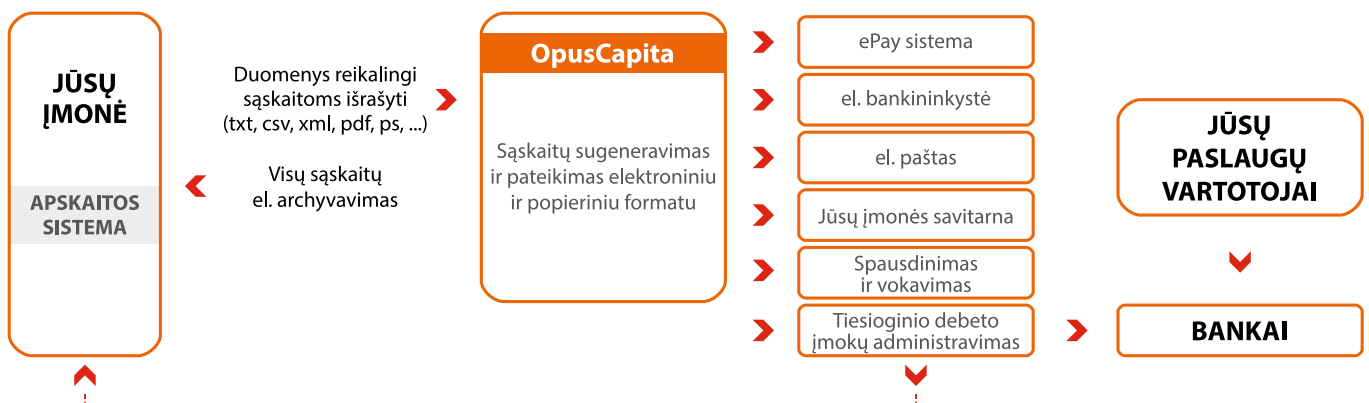 JŪSŲ
ĮMONĖ
APSKAITOS
SISTEMA
Duomenys reikalingi
sąskaitoms išrašyti
(txt, csv, xml, pdf, ps, ...)
Visų sąskaitų
el. archyvavimas
OpusCapita
Sąskaitų sugeneravimas
ir pateikimas elektroniniu
ir popieriniu formatu
ePay sistema
el. bankininkystė
el. paštas
Jūsų įmonės savitarna
Spausdinimas
ir vokavimas
Tiesioginio debeto
įmokų administravimas
JŪSŲ
PASLAUGŲ
VARTOTOJAI
BANKAI